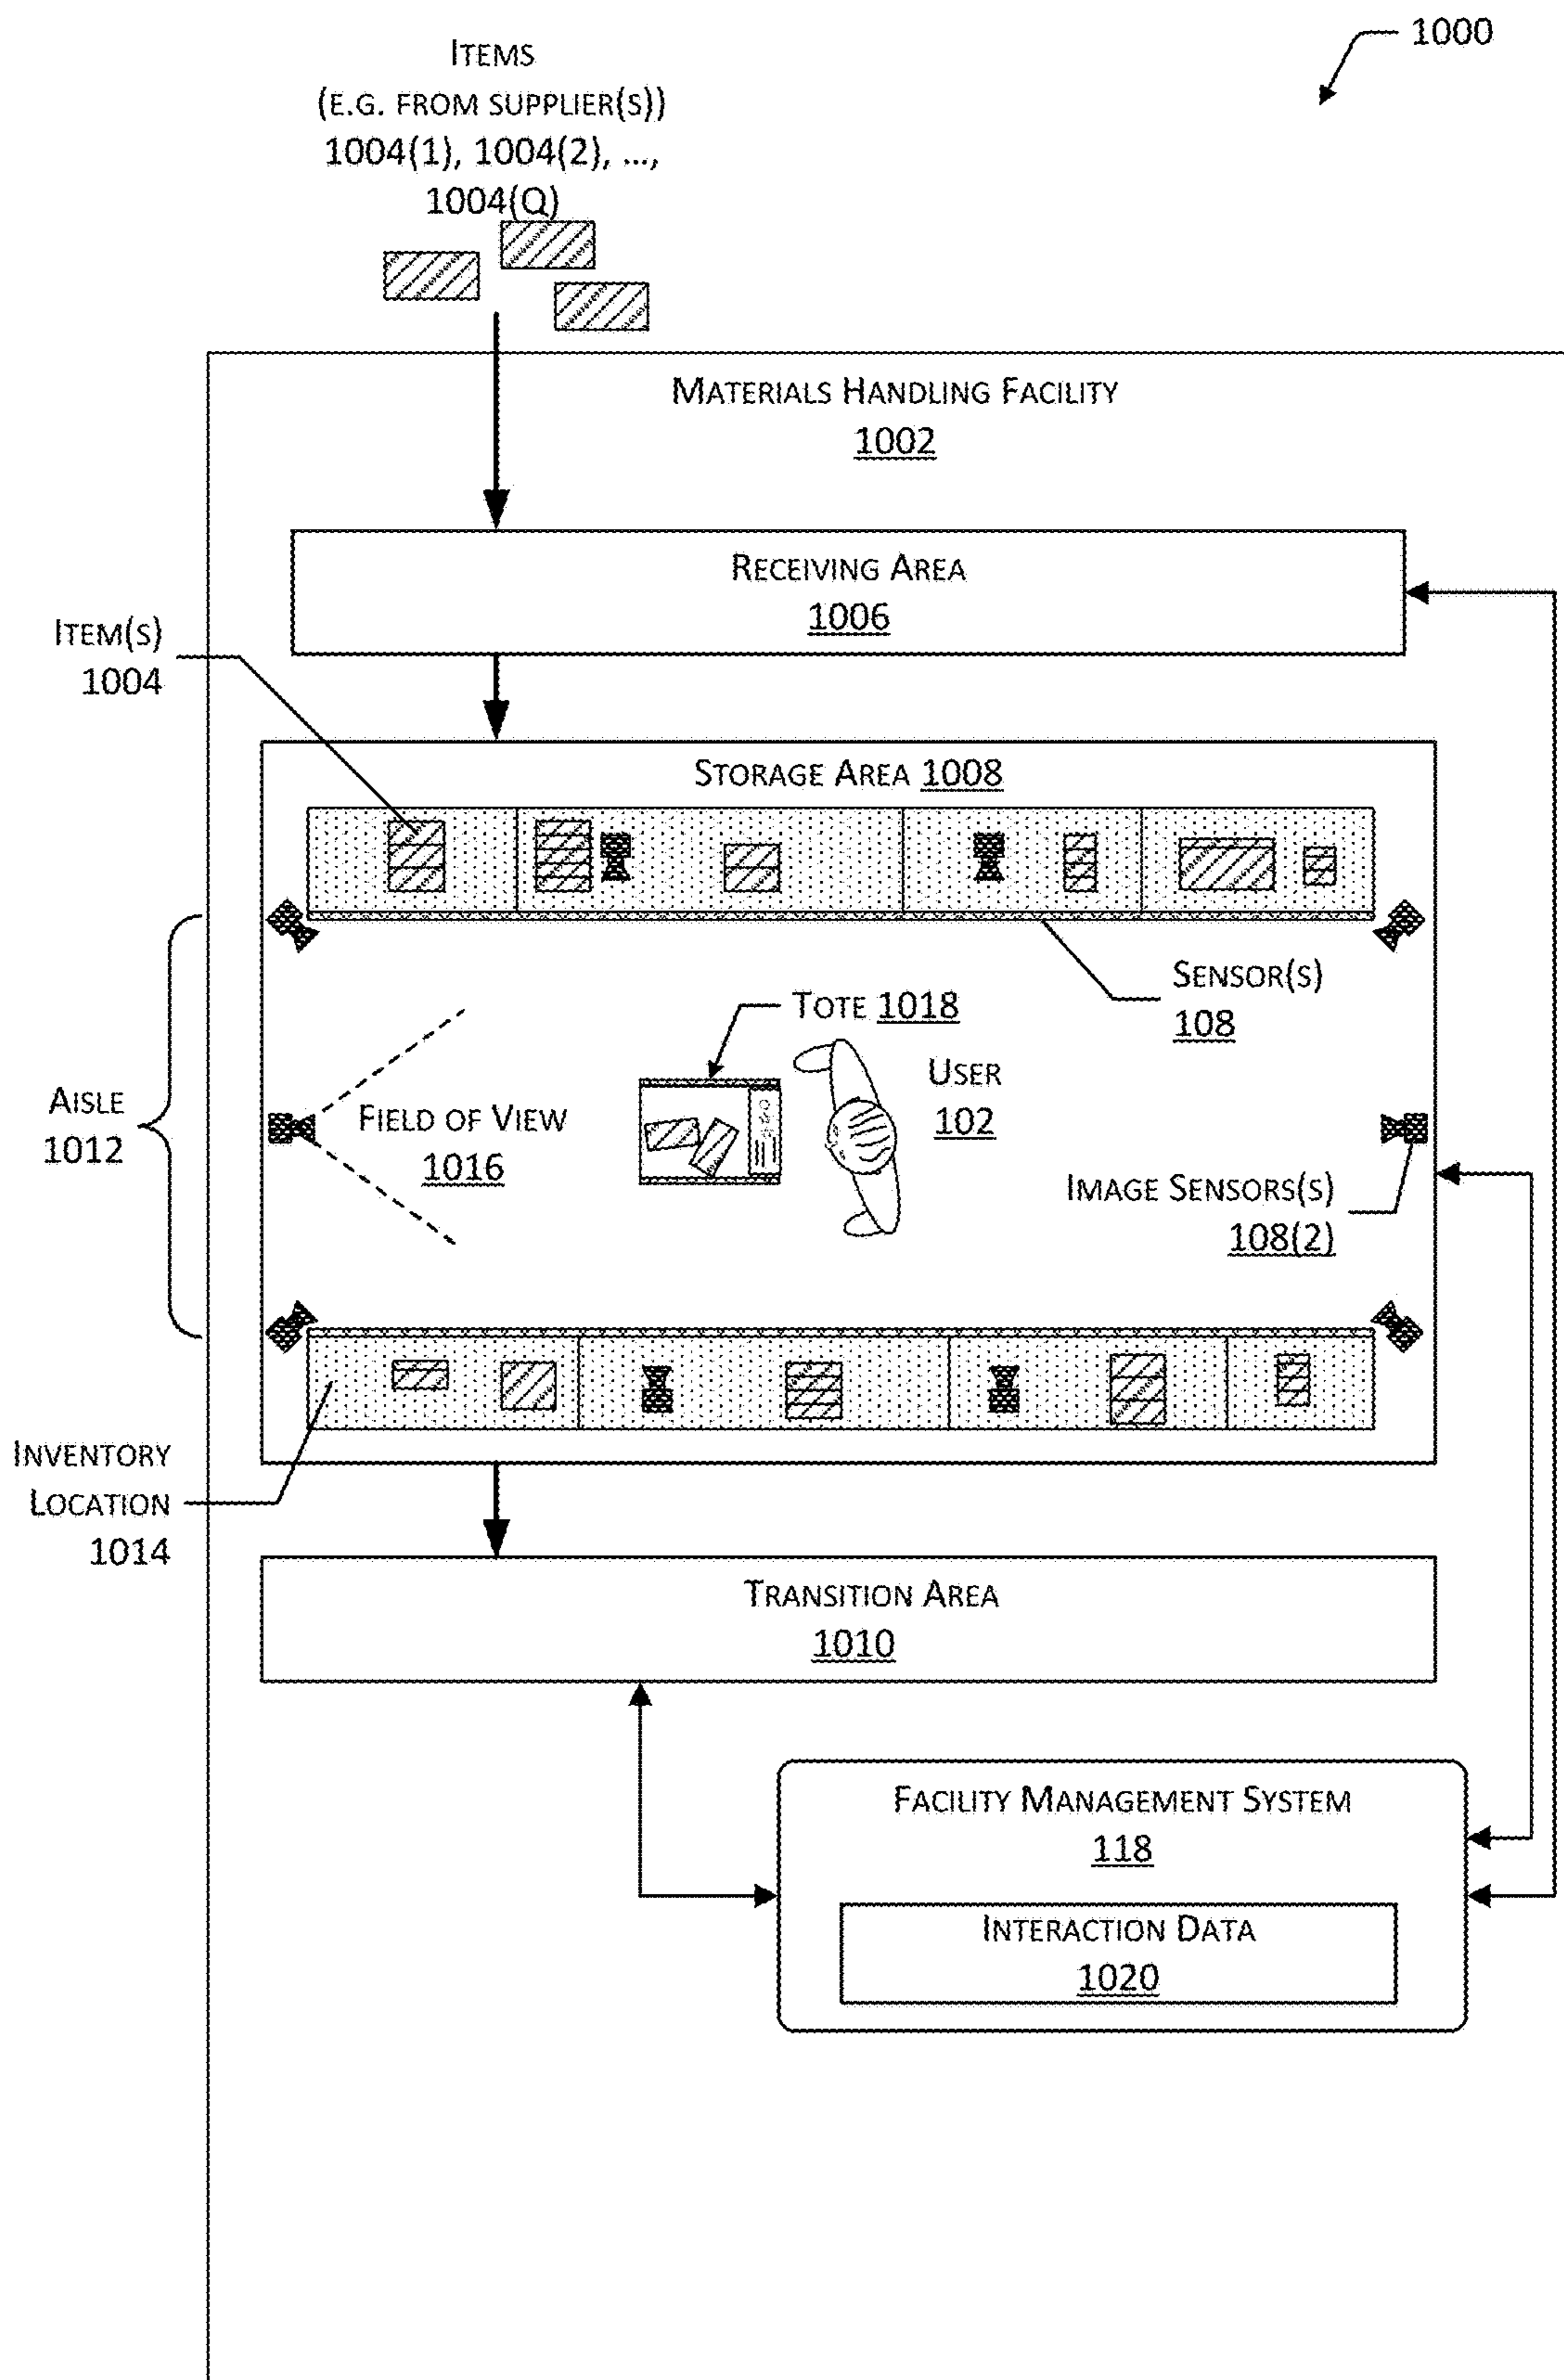 1000
ITEMS
(E.G. FROM SUPPLIER(S))
1004(1), 1004(2), ...,
1004(Q)
MATERIALS HANDLING FACILITY
1002
RECEIVING AREA
1006
ITEM(S)
1004
STORAGE AREA 1008
SENSOR(S)
108
TOTE 1018
USER
102
AISLE
1012
FIELD OF VIEW
1016
IMAGE SENSORS(S)
108(2)
INVENTORY
LOCATION
1014
TRANSITION AREA
1010
FACILITY MANAGEMENT SYSTEM
118
INTERACTION DATA
1020